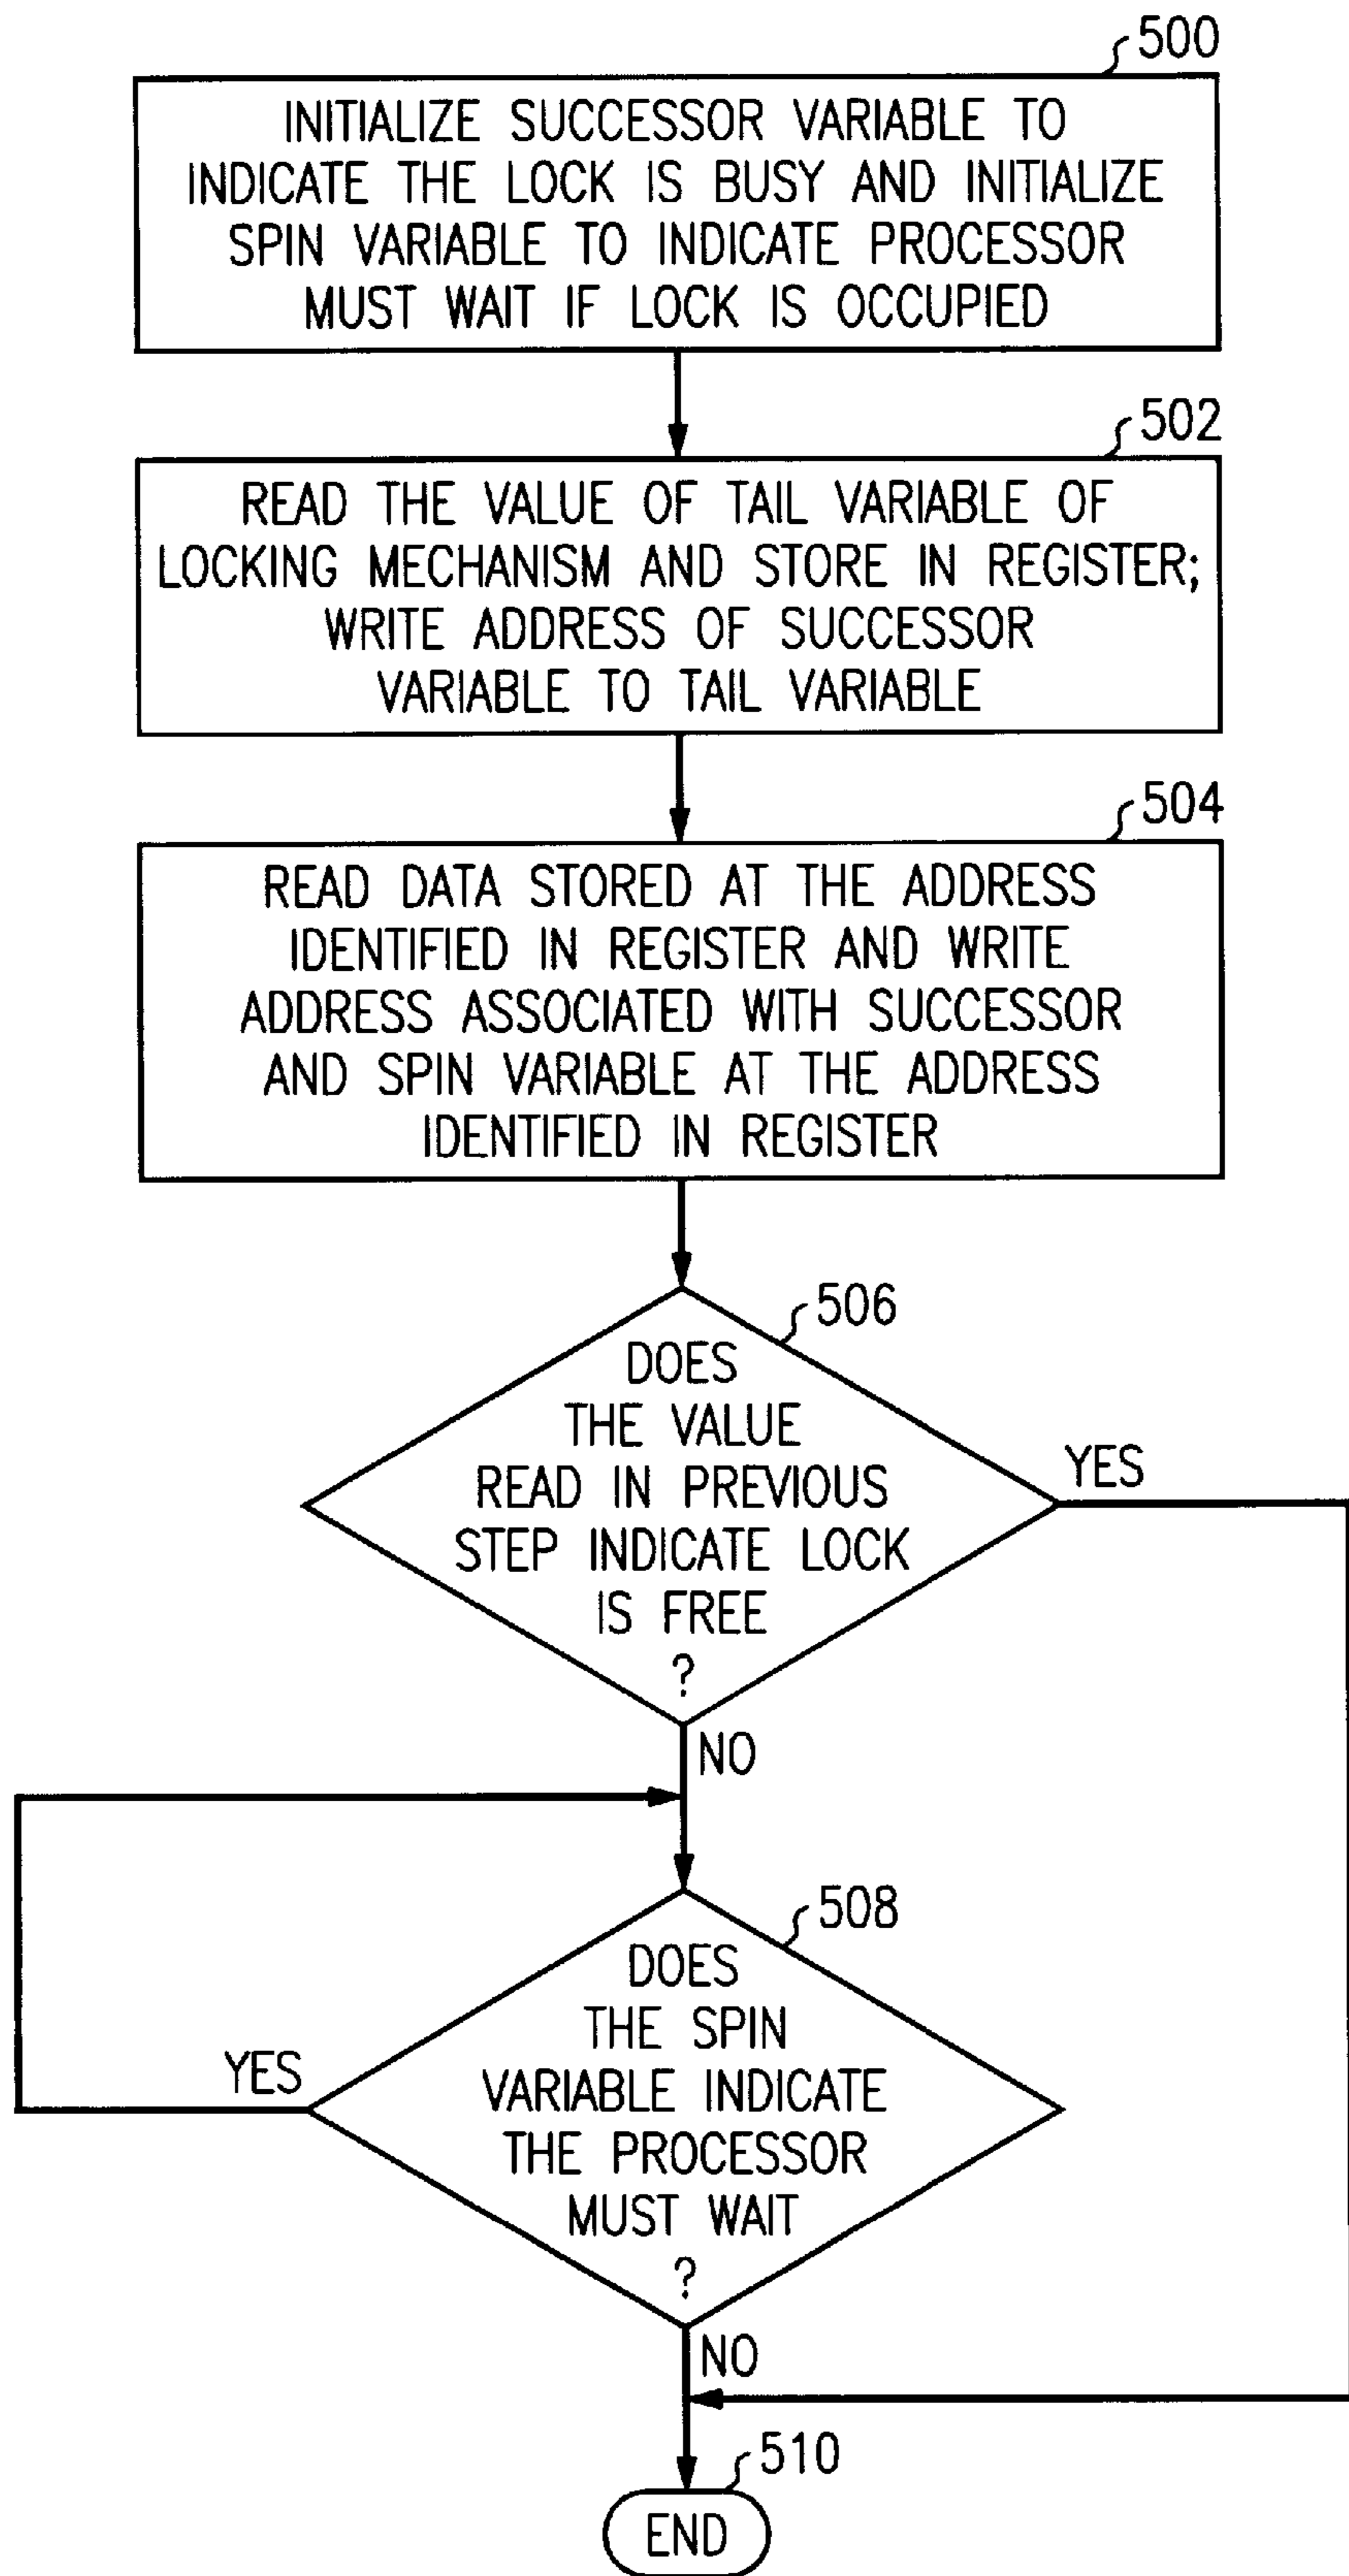 500
INITIALIZE SUCCESSOR VARIABLE TO
INDICATE THE LOCK IS BUSY AND INITIALIZE
SPIN VARIABLE TO INDICATE PROCESSOR
MUST WAIT IF LOCK IS OCCUPIED
502
READ THE VALUE OF TAIL VARIABLE OF
LOCKING MECHANISM AND STORE IN REGISTER;
WRITE ADDRESS OF SUCCESSOR
VARIABLE TO TAIL VARIABLE
504
READ DATA STORED AT THE ADDRESS
IDENTIFIED IN REGISTER AND WRITE
ADDRESS ASSOCIATED WITH SUCCESSOR
AND SPIN VARIABLE AT THE ADDRESS
IDENTIFIED IN REGISTER
506
DOES
THE VALUE
READ IN PREVIOUS
STEP INDICATE LOCK
IS FREE
?
YES
NO
508
DOES
THE SPIN
VARIABLE INDICATE
THE PROCESSOR
MUST WAIT
?
YES
NO
510
END